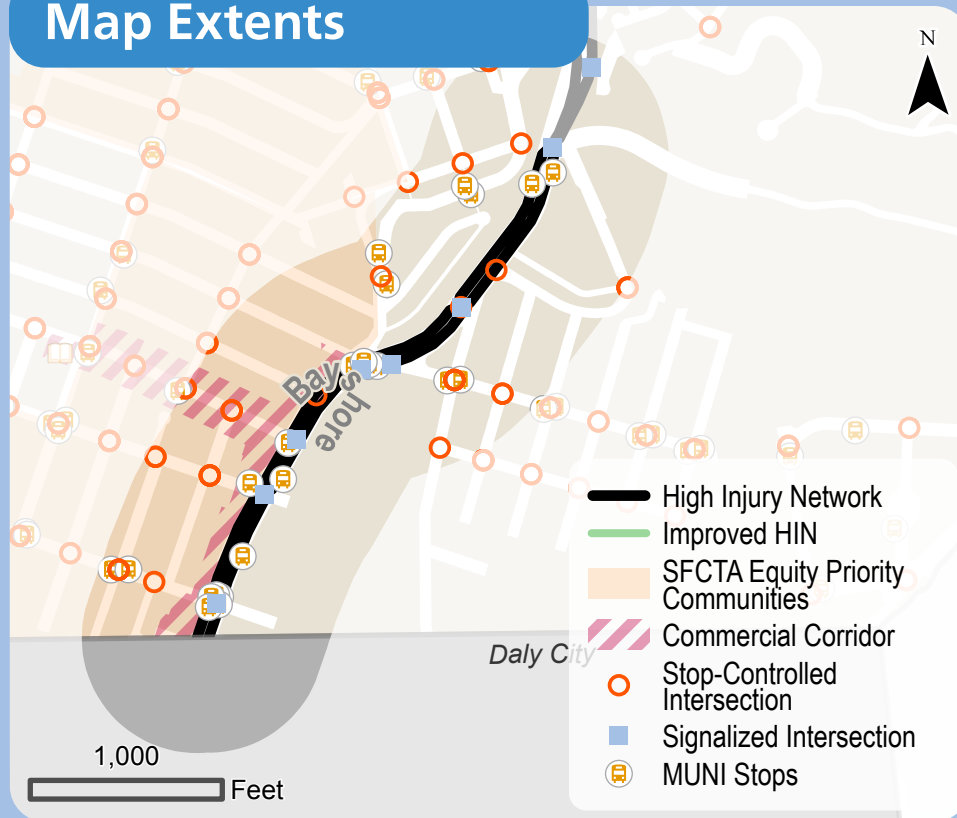 Map Extents
N
Bayshore
High Injury Network
Improved HIN
SFCTA Equity Priority
Communities
Commercial Corridor
Daly City
Stop-Controlled
Intersection
Signalized Intersection
MUNI Stops
1,000
Feet